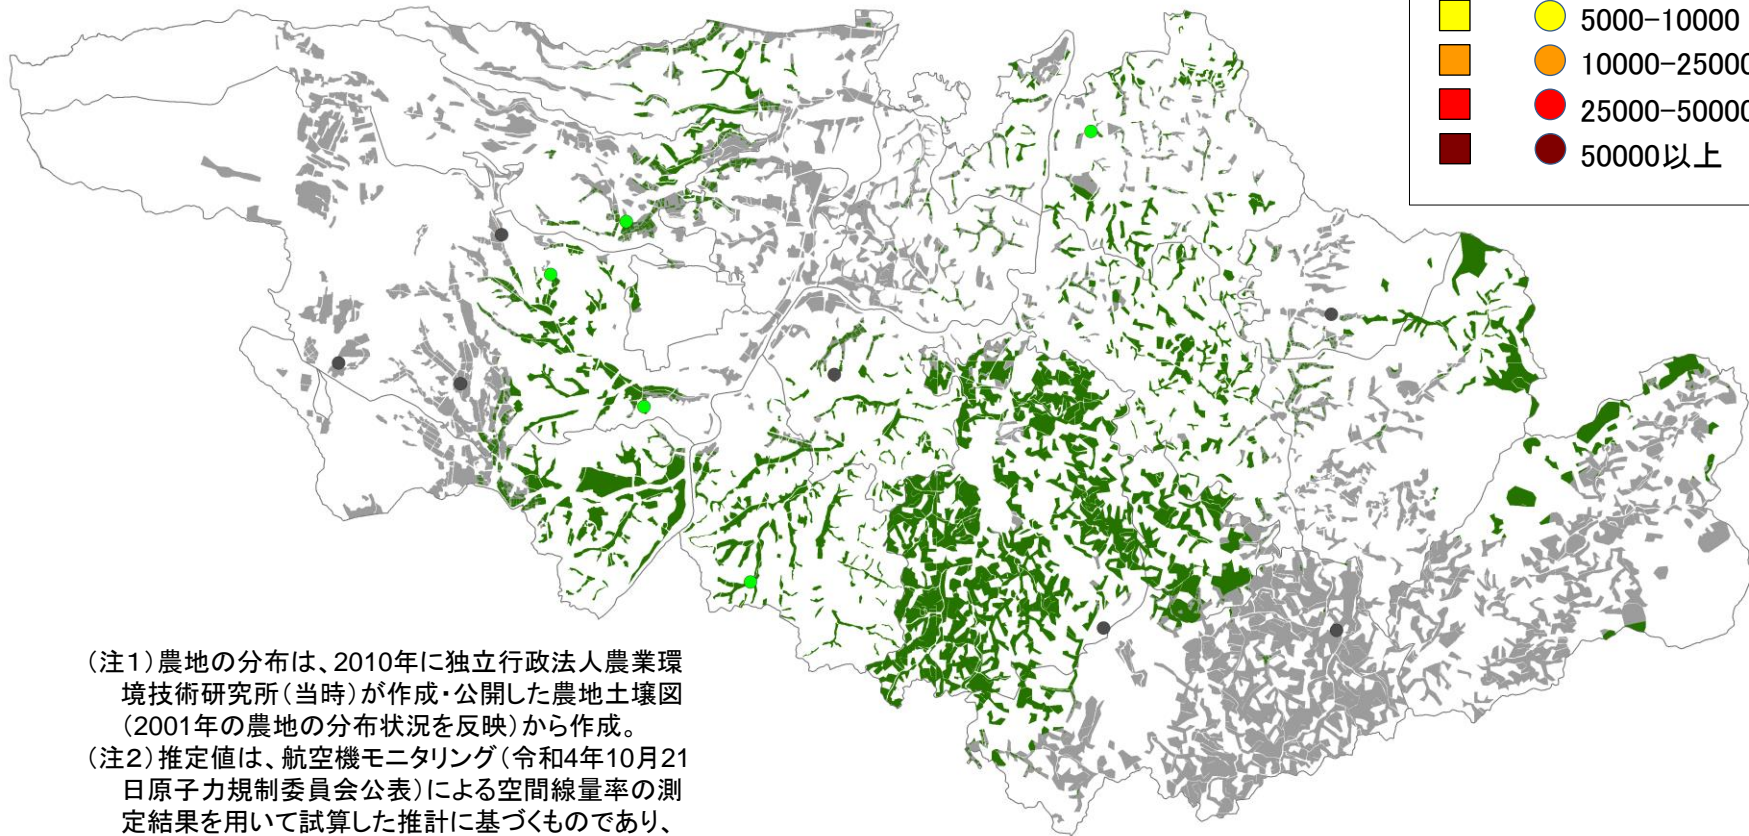 5000-10000
10000-25000
25000-50000
50000以上
(注1)農地の分布は、2010年に独立行政法人農業環
境技術研究所(当時)が作成・公開した農地土壌図
(2001年の農地の分布状況を反映)から作成。
(注2)推定値は、航空機モニタリング(令和4年10月21
日原子力規制委員会公表)による空間線量率の測
定結果を用いて試算した推計に基づくものであり、